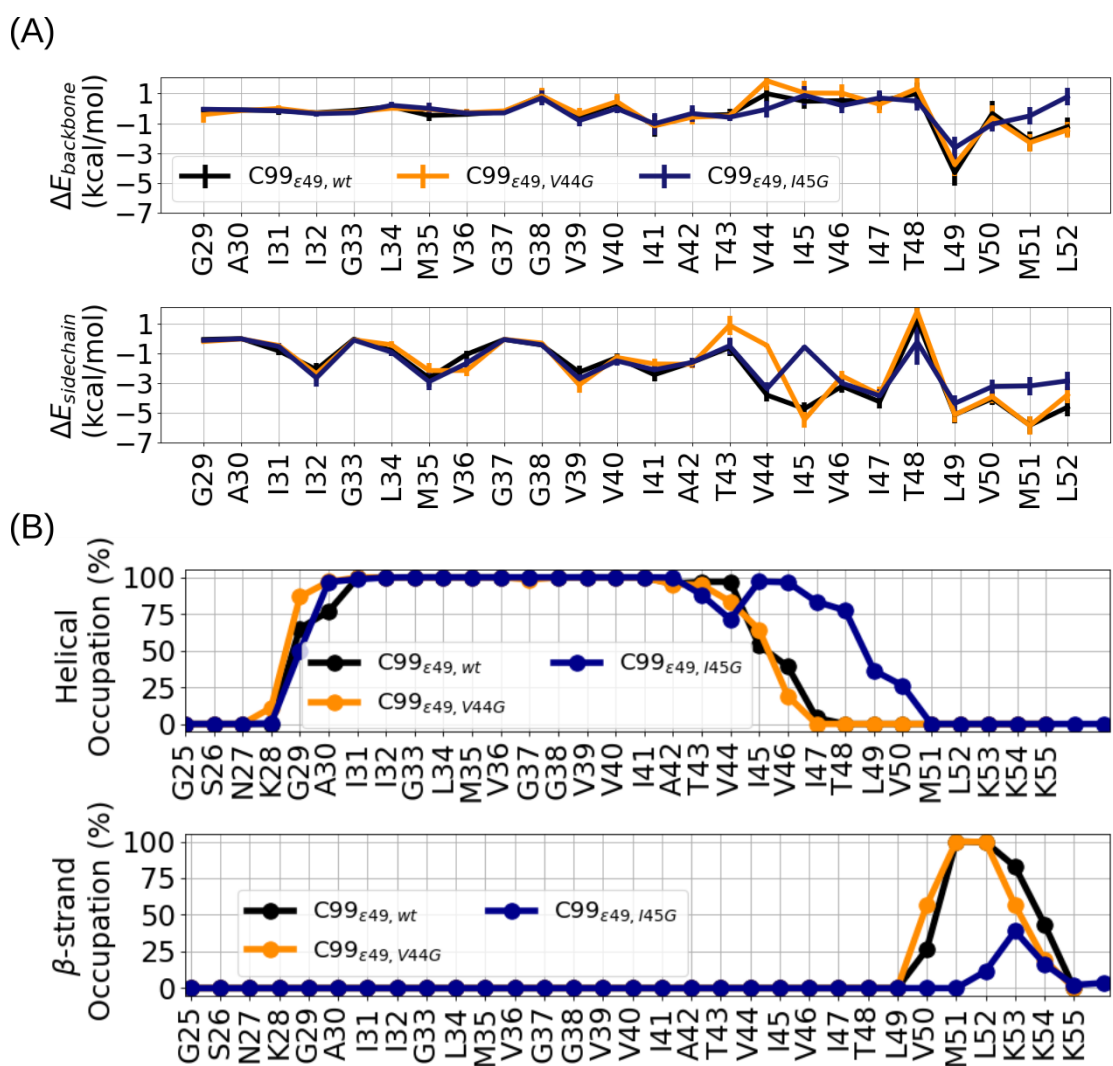 (A)
ΔE_backbone (kcal/mol)
1
−1
−3
−5
−7
C99_ε49, wt C99_ε49, V44G C99_ε49, I45G
G29 A30 I31 I32 G33 L34 M35 V36 G37 G38 V39 V40 I41 A42 T43 V44 I45 V46 I47 T48 L49 V50 M51 L52
ΔE_sidechain (kcal/mol)
1
−1
−3
−5
−7
G29 A30 I31 I32 G33 L34 M35 V36 G37 G38 V39 V40 I41 A42 T43 V44 I45 V46 I47 T48 L49 V50 M51 L52
(B)
Helical Occupation (%)
100
75
50
25
0
C99_ε49, wt C99_ε49, I45G
C99_ε49, V44G
G25 S26 N27 K28 G29 A30 I31 I32 G33 L34 M35 V36 G37 G38 V39 V40 I41 A42 T43 V44 I45 V46 I47 T48 L49 V50 M51 L52 K53 K54 K55
β-strand Occupation (%)
100
75
50
25
0
C99_ε49, wt C99_ε49, I45G
C99_ε49, V44G
G25 S26 N27 K28 G29 A30 I31 I32 G33 L34 M35 V36 G37 G38 V39 V40 I41 A42 T43 V44 I45 V46 I47 T48 L49 V50 M51 L52 K53 K54 K55